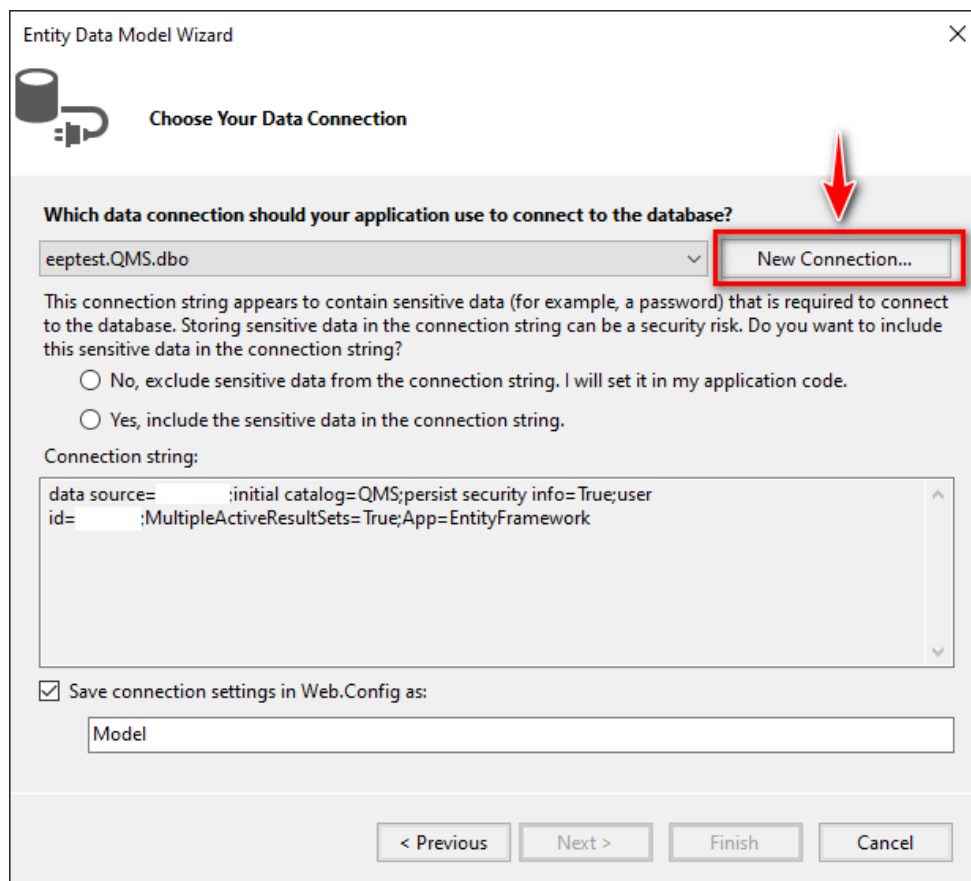 Entity Data Model Wizard
Choose Your Data Connection
Which data connection should your application use to connect to the database?
eeptest.QMS.dbo
New Connection...
This connection string appears to contain sensitive data (for example, a password) that is required to connect
to the database. Storing sensitive data in the connection string can be a security risk. Do you want to include
this sensitive data in the connection string?
No, exclude sensitive data from the connection string. I will set it in my application code.
Yes, include the sensitive data in the connection string.
Connection string:
data source= ;initial catalog=QMS;persist security info=True;user
id= ;MultipleActiveResultSets=True;App=EntityFramework
Save connection settings in Web.Config as:
Model
< Previous
Next >
Finish
Cancel